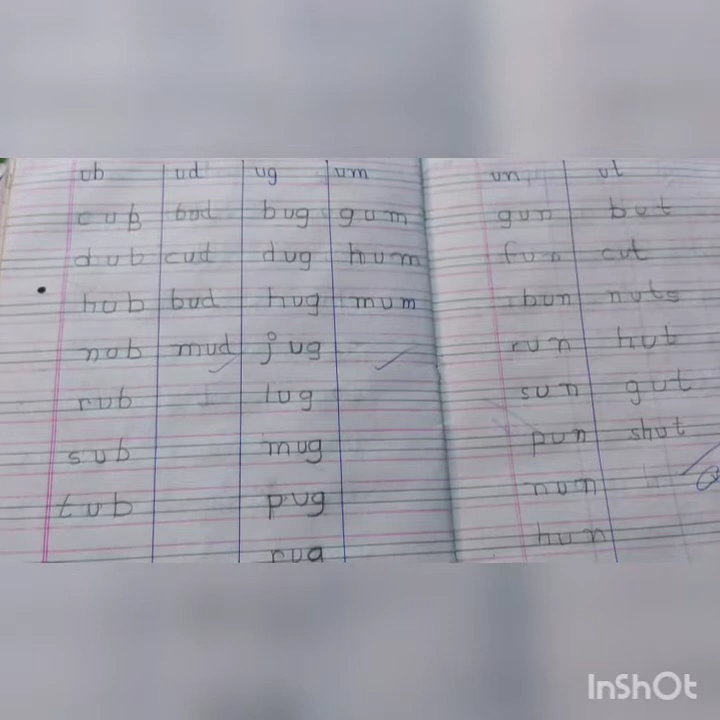 ub ud ug um un ut
cub bud bug gum gun but
dub cud dug hum fun cut
hub dud hug mum bun nuts
nub mud jug run hut
rub lug sun gut
sub mug pun shut
tub pug nun
rug hun
InShOt